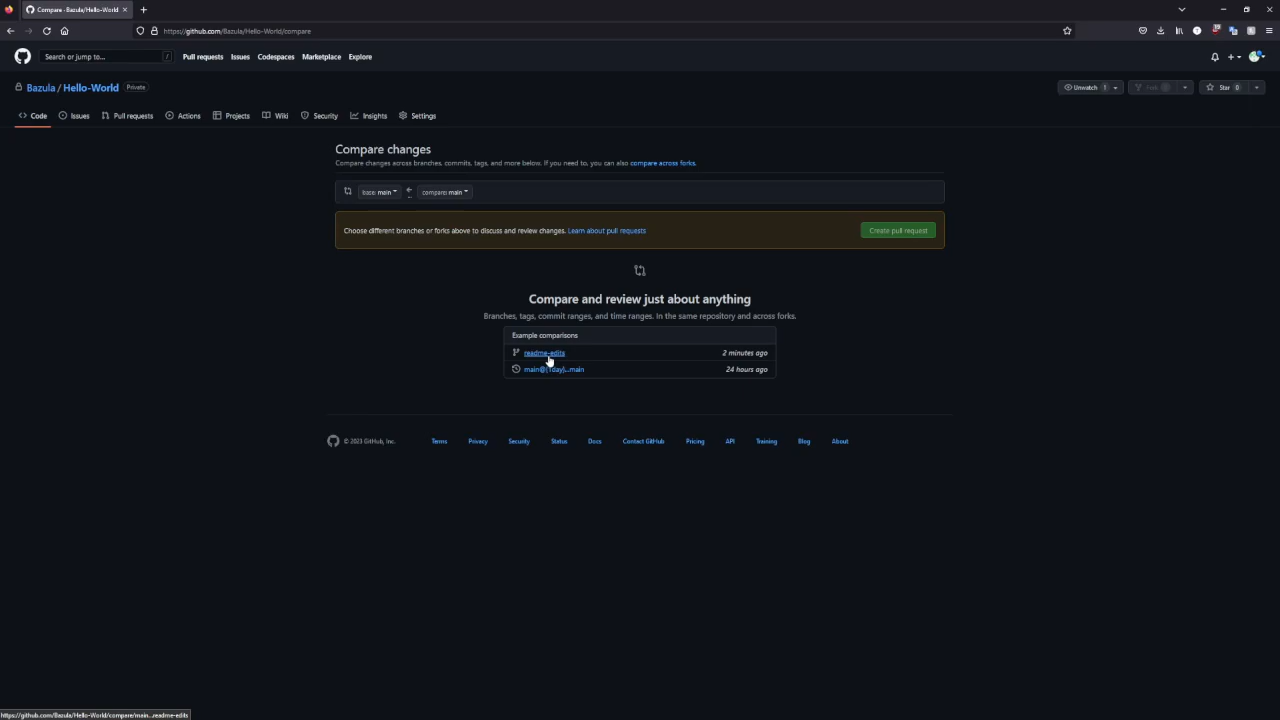 Compare · Bazula/Hello-World
https://github.com/Bazula/Hello-World/compare
19
Search or jump to... /
Pull requests Issues Codespaces Marketplace Explore
Bazula / Hello-World Private
Unwatch 1
Fork 0
Star 0
Code Issues Pull requests Actions Projects Wiki Security Insights Settings
Compare changes
Compare changes across branches, commits, tags, and more below. If you need to, you can also compare across forks.
base: main compare: main
Choose different branches or forks above to discuss and review changes. Learn about pull requests
Create pull request
Compare and review just about anything
Branches, tags, commit ranges, and time ranges. In the same repository and across forks.
Example comparisons
readme-edits 2 minutes ago
main@{1day}...main 24 hours ago
© 2023 GitHub, Inc. Terms Privacy Security Status Docs Contact GitHub Pricing API Training Blog About
https://github.com/Bazula/Hello-World/compare/main...readme-edits